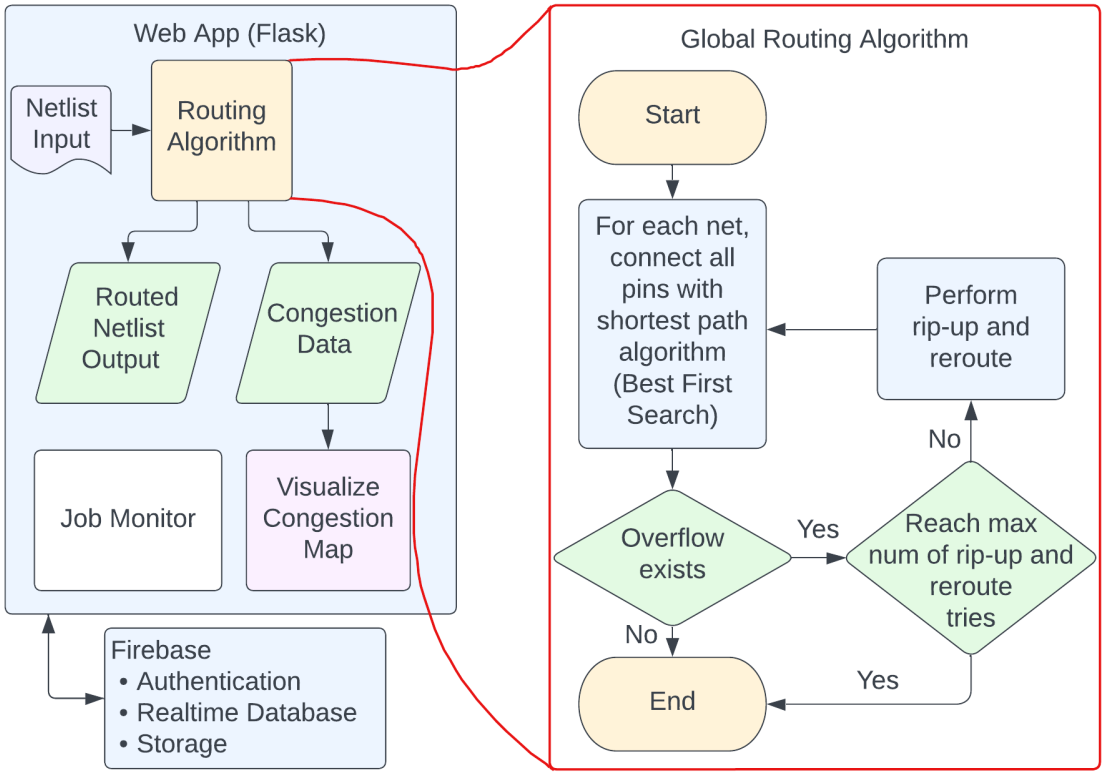 Web App (Flask)
Netlist
Input
Routing
Algorithm
Routed
Netlist
Output
Congestion
Data
Job Monitor
Visualize
Congestion
Map
Firebase
• Authentication
• Realtime Database
• Storage
Global Routing Algorithm
Start
For each net,
connect all
pins with
shortest path
algorithm
(Best First
Search)
Perform
rip-up and
reroute
No
Overflow
exists
Yes
Reach max
num of rip-up and
reroute
tries
No
Yes
End